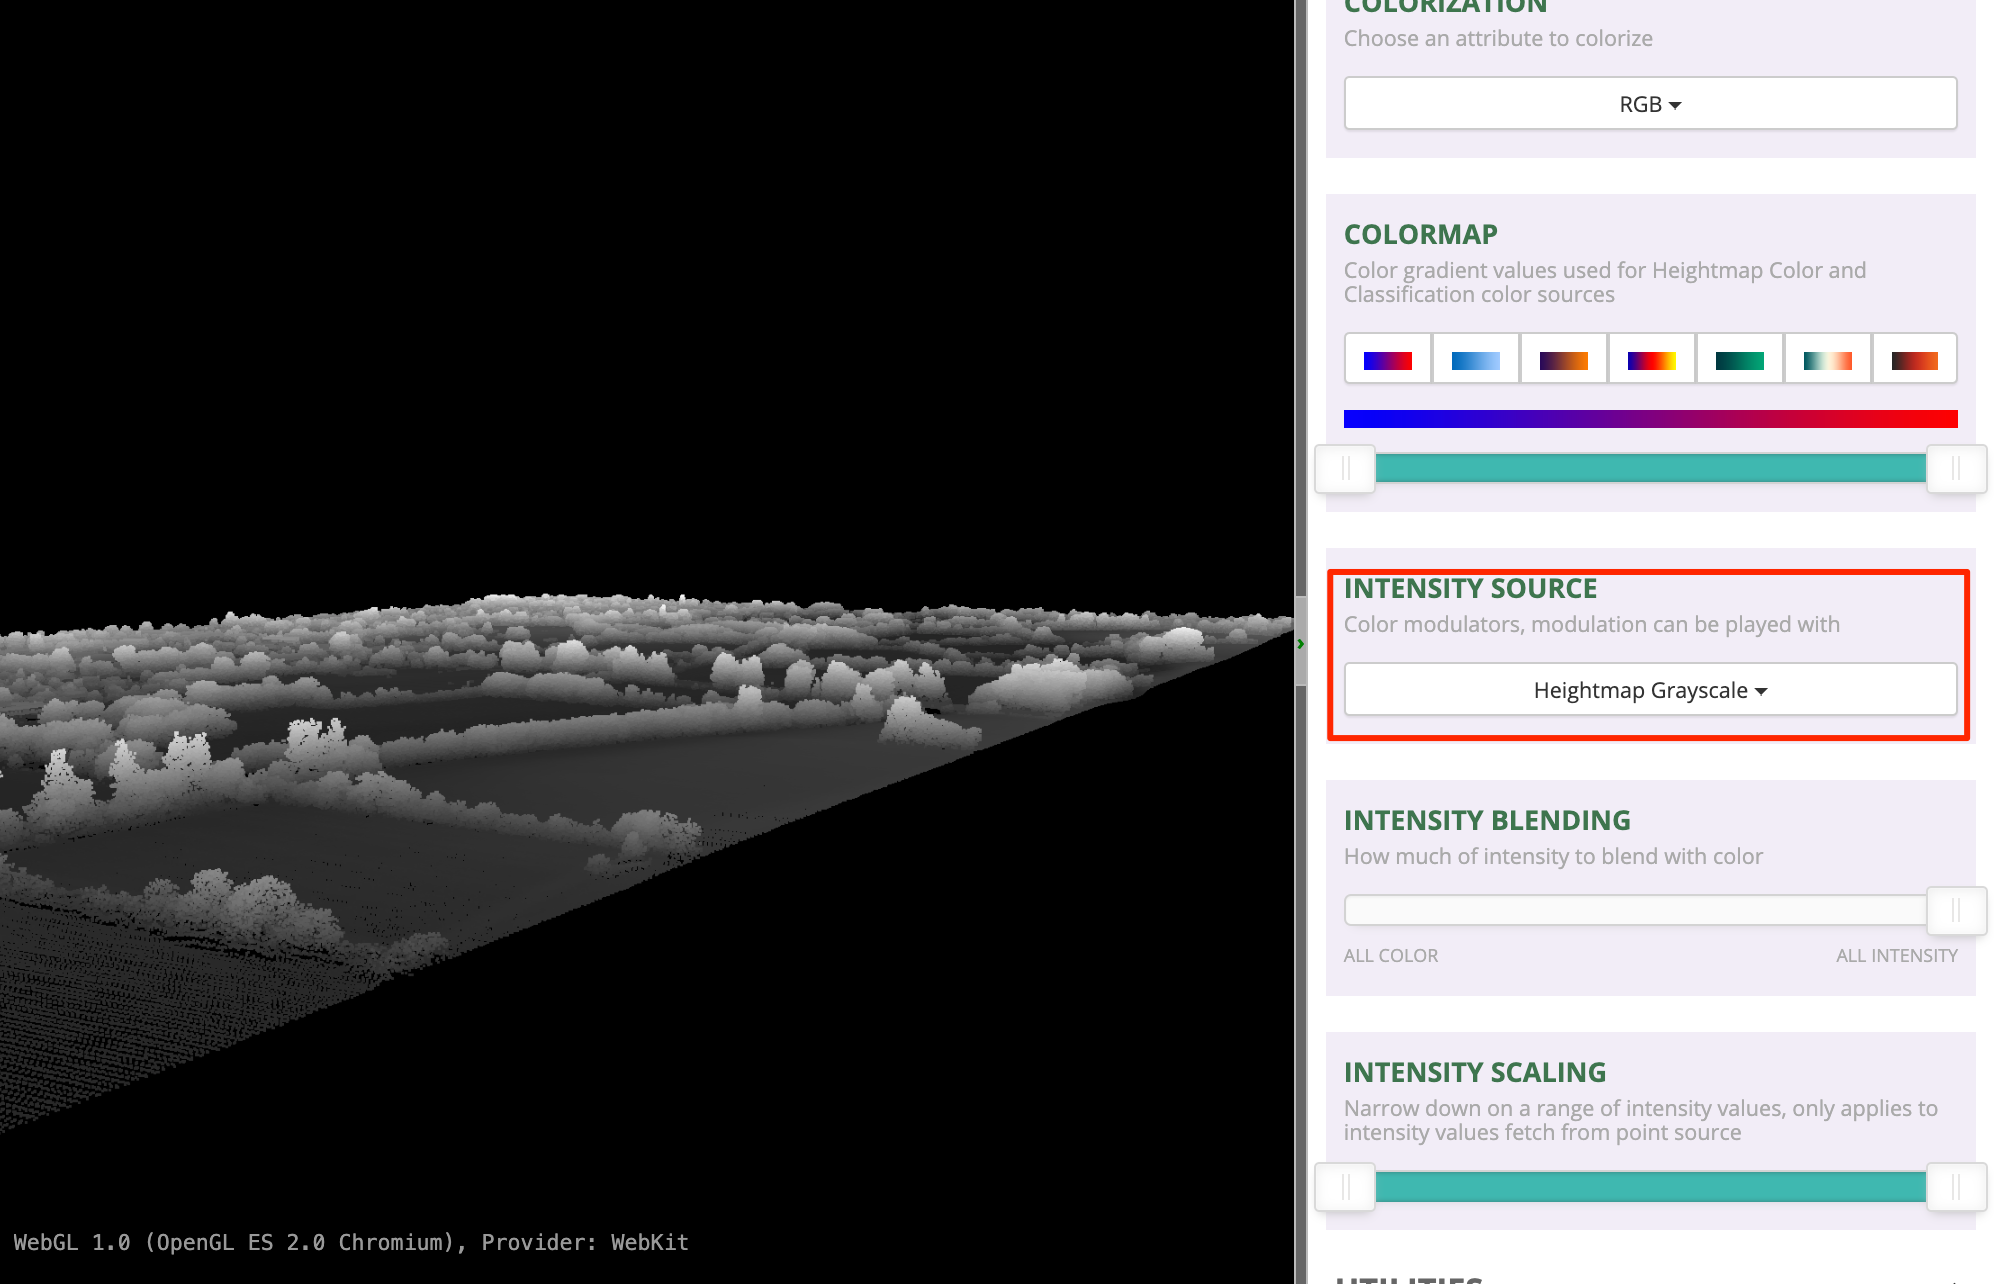 COLORIZATION
Choose an attribute to colorize
RGB
COLORMAP
Color gradient values used for Heightmap Color and
Classification color sources
INTENSITY SOURCE
Color modulators, modulation can be played with
Heightmap Grayscale
INTENSITY BLENDING
How much of intensity to blend with color
ALL COLOR
ALL INTENSITY
INTENSITY SCALING
Narrow down on a range of intensity values, only applies to
intensity values fetch from point source
WebGL 1.0 (OpenGL ES 2.0 Chromium), Provider: WebKit
UTILITIES